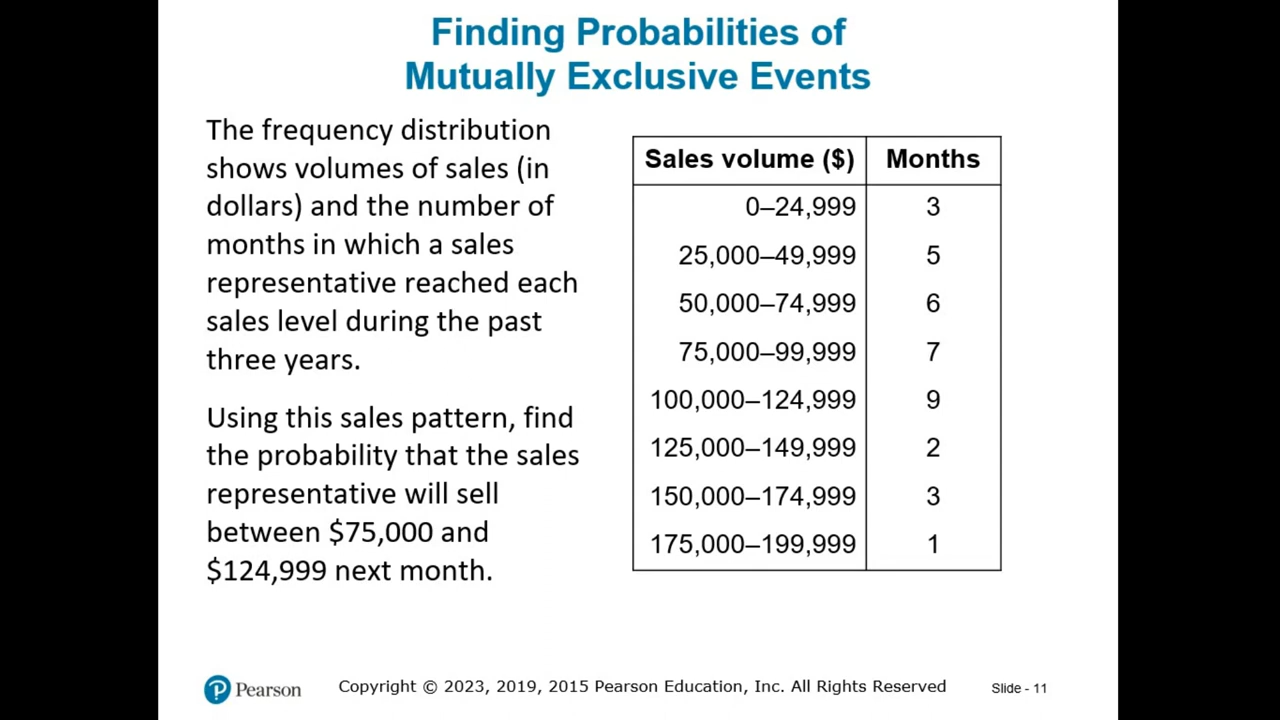 Finding Probabilities of
Mutually Exclusive Events
The frequency distribution
shows volumes of sales (in
dollars) and the number of
months in which a sales
representative reached each
sales level during the past
three years.
Using this sales pattern, find
the probability that the sales
representative will sell
between $75,000 and
$124,999 next month.
Sales volume ($) Months
0–24,999 3
25,000–49,999 5
50,000–74,999 6
75,000–99,999 7
100,000–124,999 9
125,000–149,999 2
150,000–174,999 3
175,000–199,999 1
P Pearson
Copyright © 2023, 2019, 2015 Pearson Education, Inc. All Rights Reserved
Slide - 11